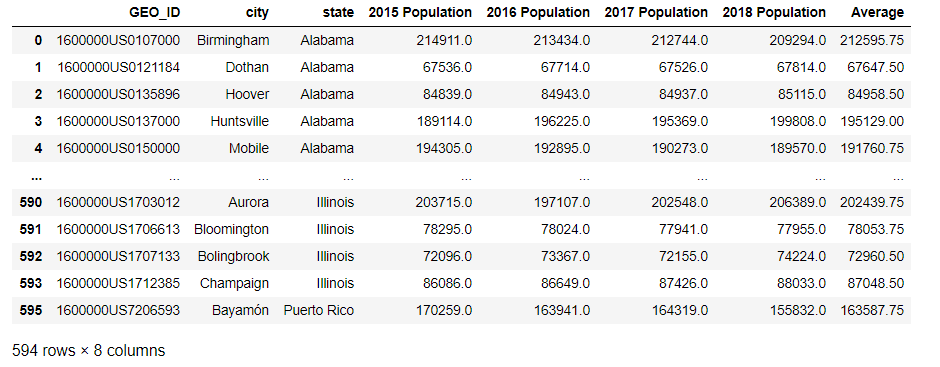 GEO_ID city state 2015 Population 2016 Population 2017 Population 2018 Population Average
0 1600000US0107000 Birmingham Alabama 214911.0 213434.0 212744.0 209294.0 212595.75
1 1600000US0121184 Dothan Alabama 67536.0 67714.0 67526.0 67814.0 67647.50
2 1600000US0135896 Hoover Alabama 84839.0 84943.0 84937.0 85115.0 84958.50
3 1600000US0137000 Huntsville Alabama 189114.0 196225.0 195369.0 199808.0 195129.00
4 1600000US0150000 Mobile Alabama 194305.0 192895.0 190273.0 189570.0 191760.75
... ... ... ... ... ... ... ... ...
590 1600000US1703012 Aurora Illinois 203715.0 197107.0 202548.0 206389.0 202439.75
591 1600000US1706613 Bloomington Illinois 78295.0 78024.0 77941.0 77955.0 78053.75
592 1600000US1707133 Bolingbrook Illinois 72096.0 73367.0 72155.0 74224.0 72960.50
593 1600000US1712385 Champaign Illinois 86086.0 86649.0 87426.0 88033.0 87048.50
595 1600000US7206593 Bayamón Puerto Rico 170259.0 163941.0 164319.0 155832.0 163587.75
594 rows × 8 columns